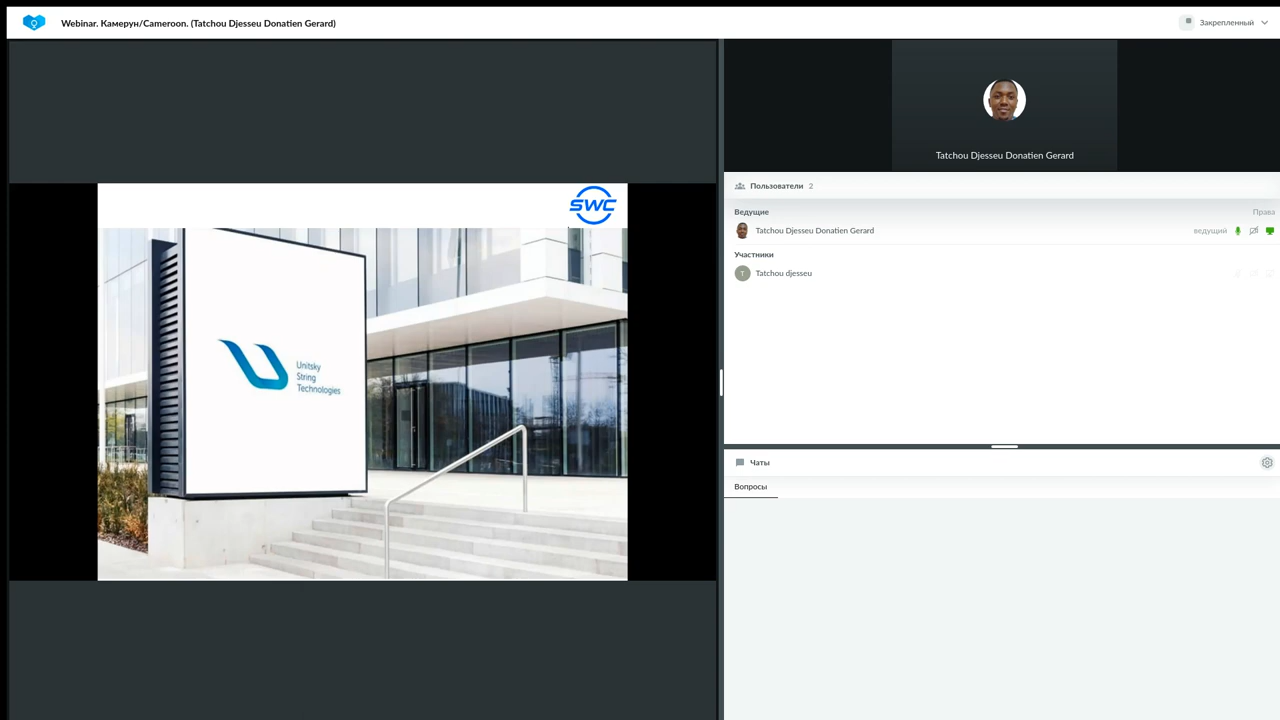 Webinar. Камерун/Cameroon. (Tatchou Djesseu Donatien Gerard)
Закрепленный
SWC
Unitsky
String
Technologies
Tatchou Djesseu Donatien Gerard
Пользователи 2
Ведущие Права
Tatchou Djesseu Donatien Gerard ведущий
Участники
T Tatchou djesseu
Чаты
Вопросы